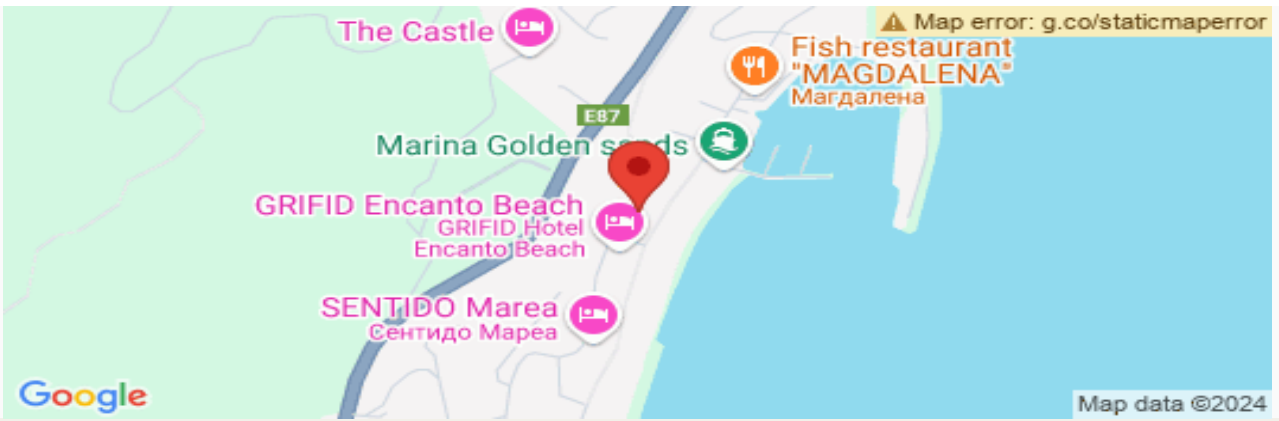 The Castle
Map error: g.co/staticmaperror
Fish restaurant
"MAGDALENA"
Магдалена
E87
Marina Golden sands
GRIFID Encanto Beach
GRIFID Hotel
Encanto Beach
SENTIDO Marea
Сентидо Мареа
Google
Map data ©2024